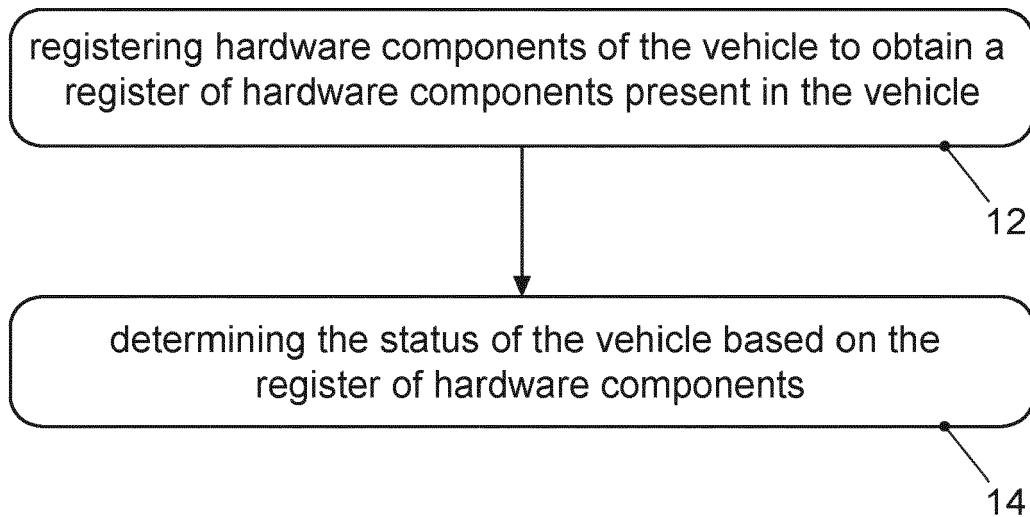 registering hardware components of the vehicle to obtain a
register of hardware components present in the vehicle
12
determining the status of the vehicle based on the
register of hardware components
14